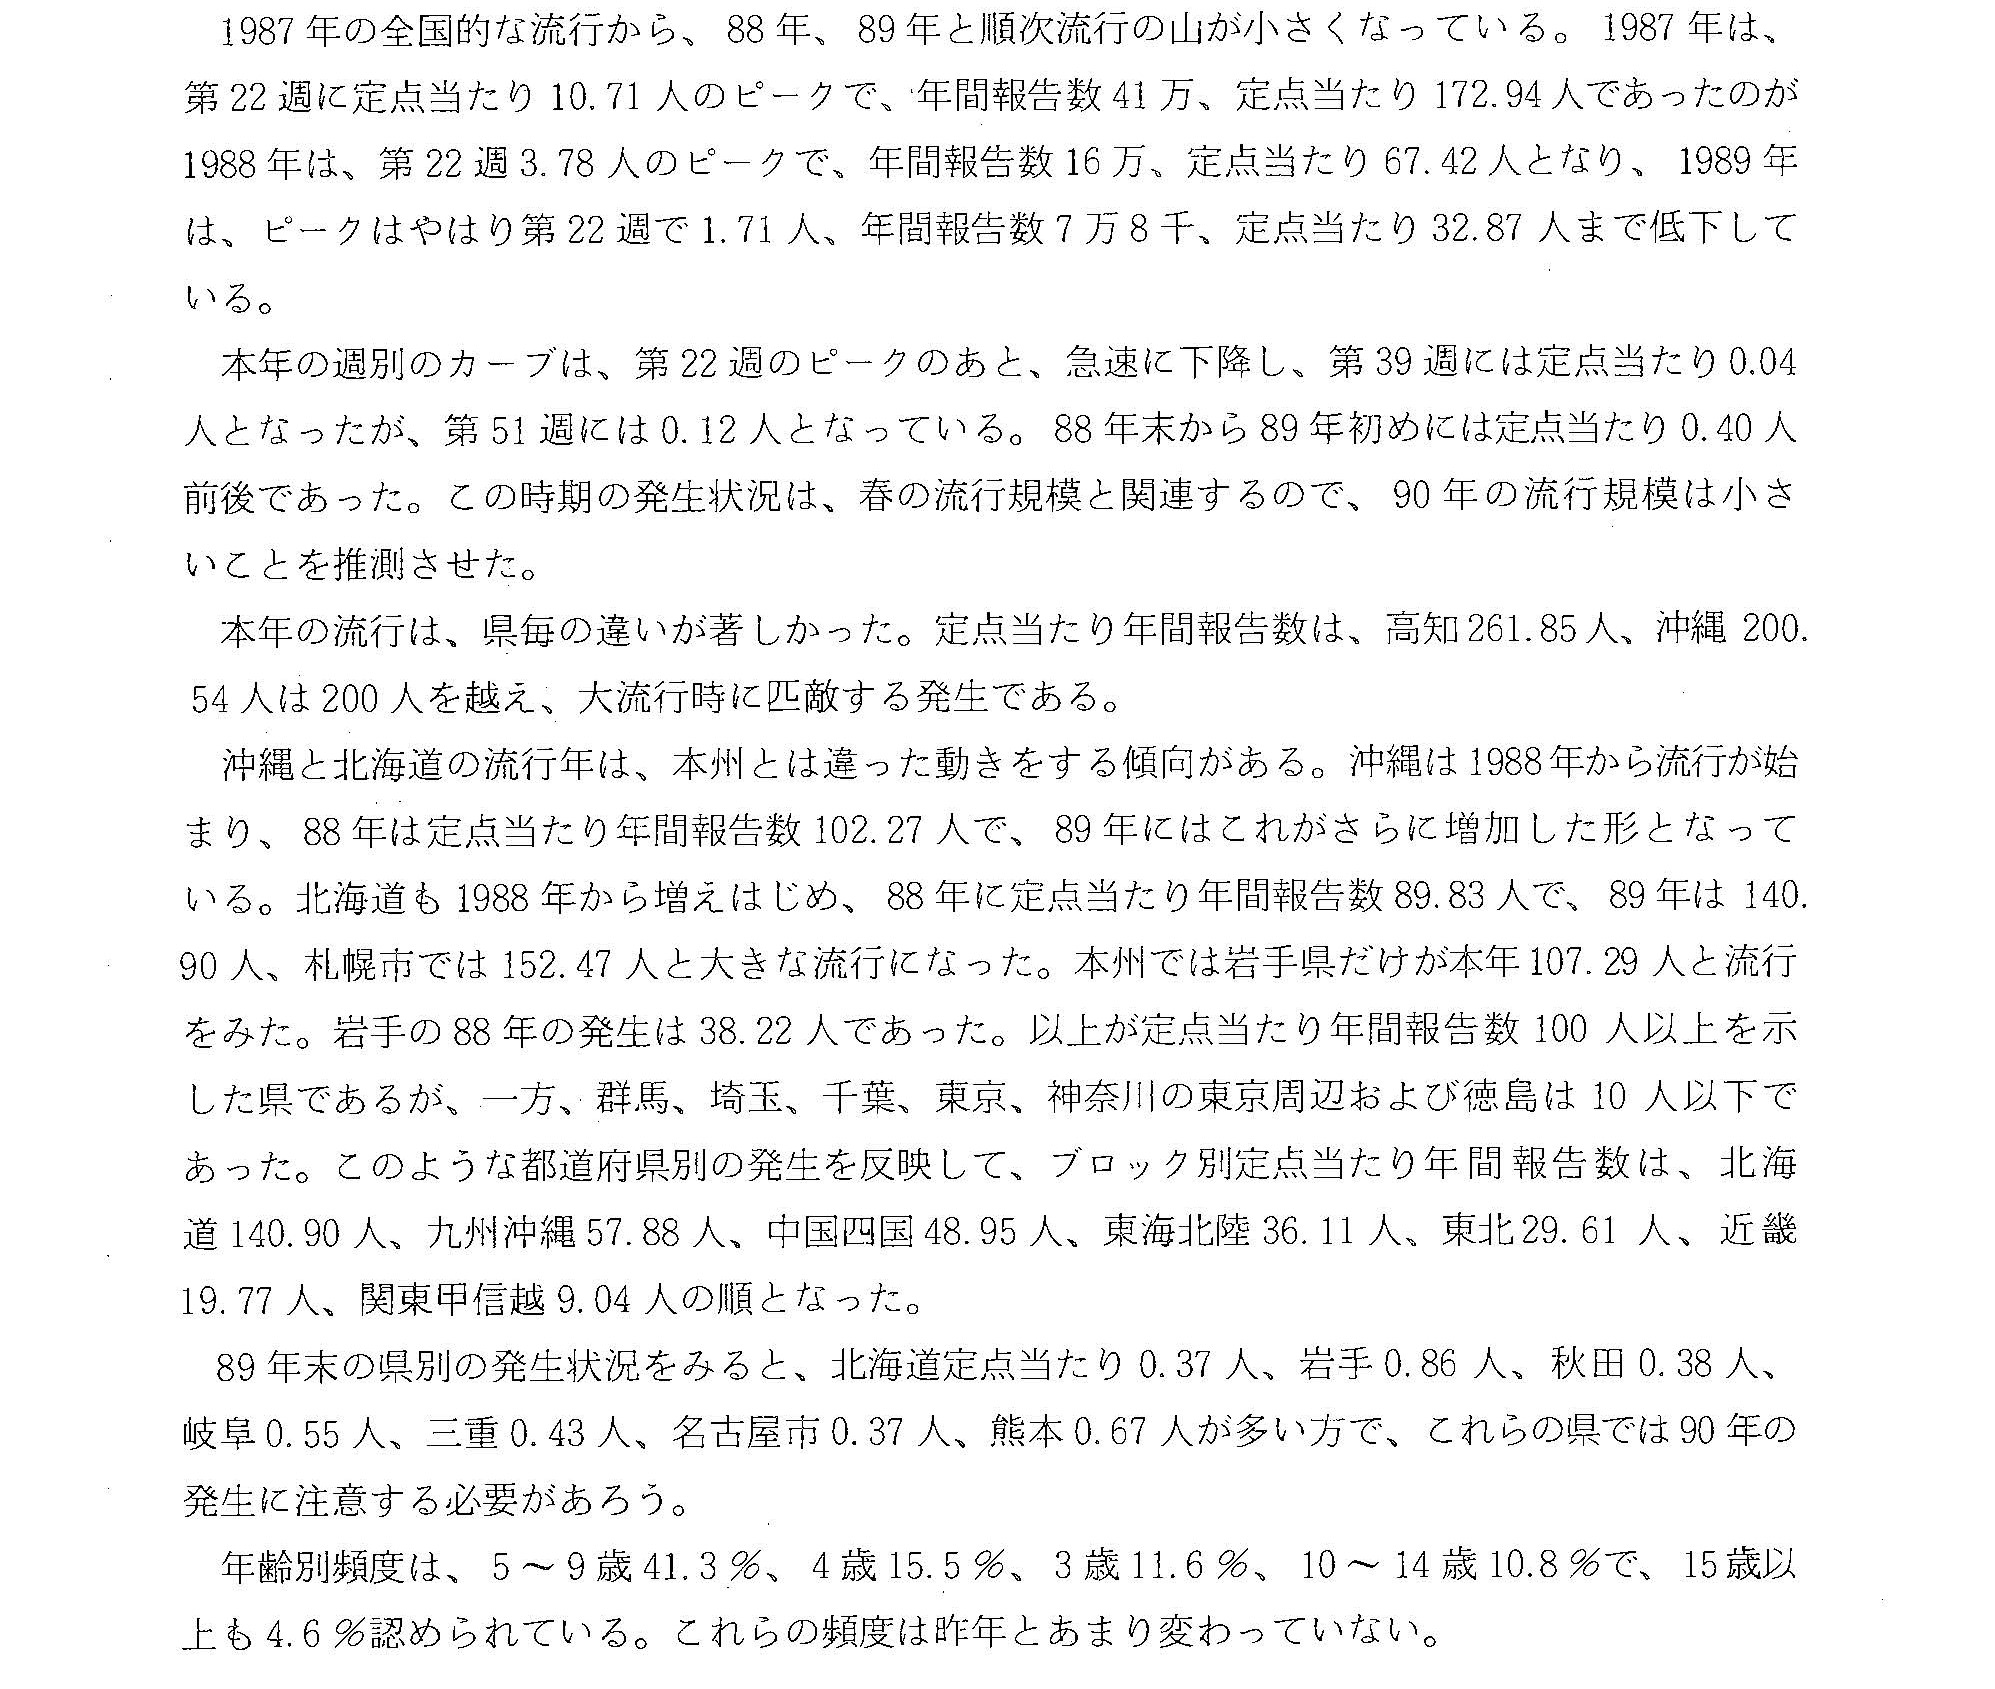 1987年の全国的な流行から、88年、89年と順次流行の山が小さくなっている。1987年は、
第22週に定点当たり10.71人のピークで、年間報告数41万、定点当たり172.94人であったのが
1988年は、第22週3.78人のピークで、年間報告数16万、定点当たり67.42人となり、1989年
は、ピークはやはり第22週で1.71人、年間報告数7万8千、定点当たり32.87人まで低下して
いる。
本年の週別のカーブは、第22週のピークのあと、急速に下降し、第39週には定点当たり0.04
人となったが、第51週には0.12人となっている。88年末から89年初めには定点当たり0.40人
前後であった。この時期の発生状況は、春の流行規模と関連するので、90年の流行規模は小さ
いことを推測させた。
本年の流行は、県毎の違いが著しかった。定点当たり年間報告数は、高知261.85人、沖縄200.
54人は200人を越え、大流行時に匹敵する発生である。
沖縄と北海道の流行年は、本州とは違った動きをする傾向がある。沖縄は1988年から流行が始
まり、88年は定点当たり年間報告数102.27人で、89年にはこれがさらに増加した形となって
いる。北海道も1988年から増えはじめ、88年に定点当たり年間報告数89.83人で、89年は140.
90人、札幌市では152.47人と大きな流行になった。本州では岩手県だけが本年107.29人と流行
をみた。岩手の88年の発生は38.22人であった。以上が定点当たり年間報告数100人以上を示
した県であるが、一方、群馬、埼玉、千葉、東京、神奈川の東京周辺および徳島は10人以下で
あった。このような都道府県別の発生を反映して、ブロック別定点当たり年間報告数は、北海
道140.90人、九州沖縄57.88人、中国四国48.95人、東海北陸36.11人、東北29.61人、近畿
19.77人、関東甲信越9.04人の順となった。
89年末の県別の発生状況をみると、北海道定点当たり0.37人、岩手0.86人、秋田0.38人、
岐阜0.55人、三重0.43人、名古屋市0.37人、熊本0.67人が多い方で、これらの県では90年の
発生に注意する必要があろう。
年齢別頻度は、5～9歳41.3％、4歳15.5％、3歳11.6％、10～14歳10.8％で、15歳以
上も4.6％認められている。これらの頻度は昨年とあまり変わっていない。